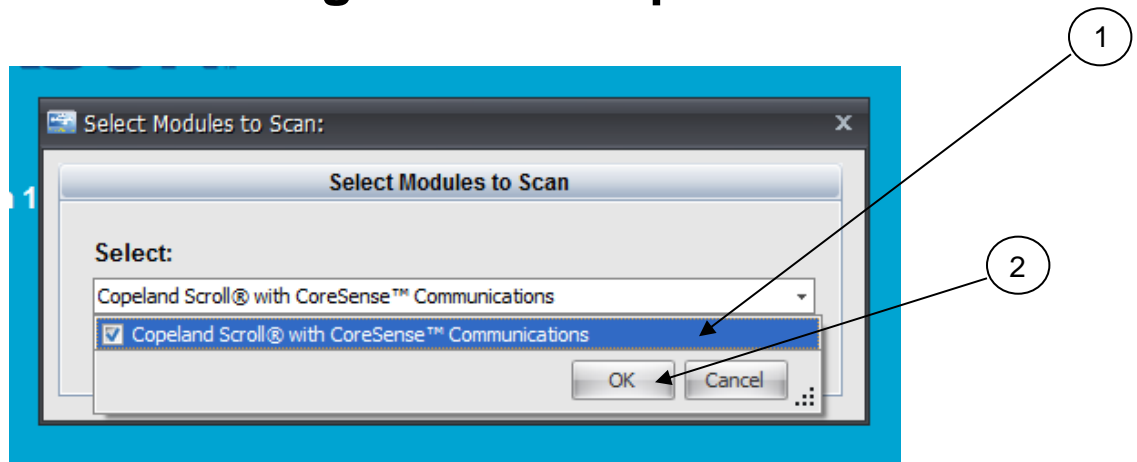 1
Select Modules to Scan:
x
Select Modules to Scan
1
Select:
2
Copeland Scroll® with CoreSense™ Communications
Copeland Scroll® with CoreSense™ Communications
OK Cancel